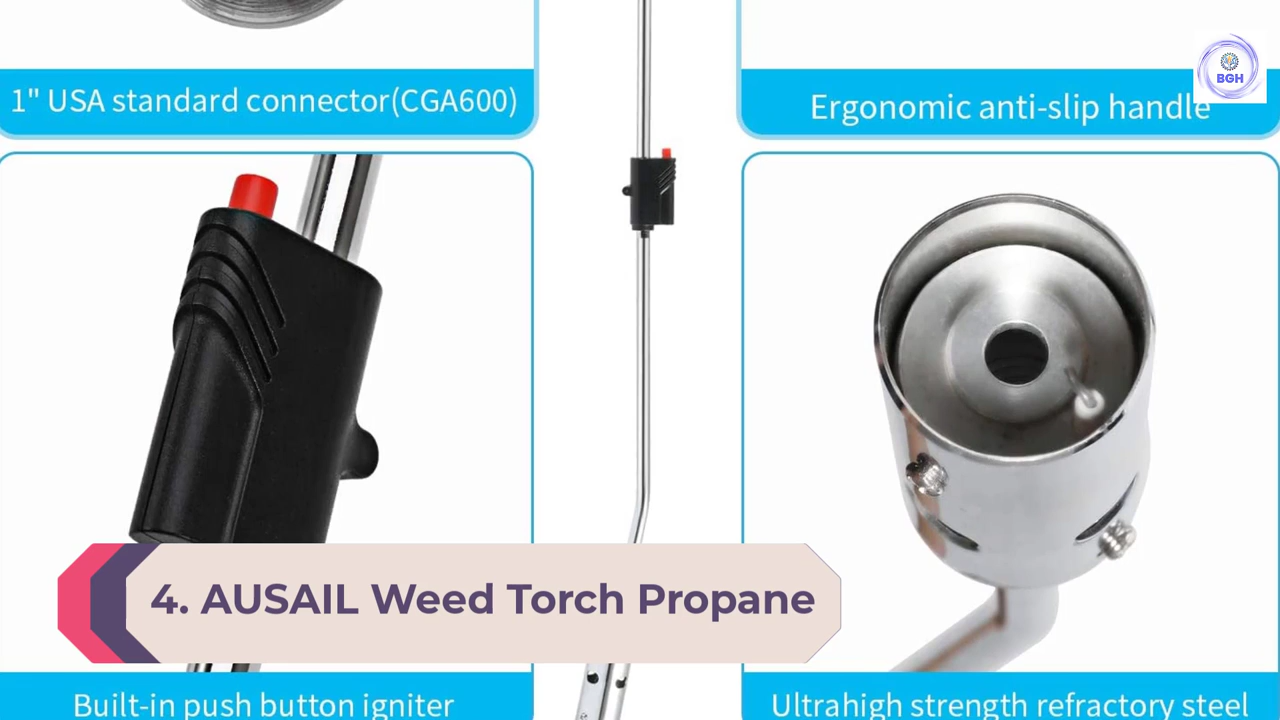 1" USA standard connector(CGA600)
Ergonomic anti-slip handle
BGH
4. AUSAIL Weed Torch Propane
Built-in push button igniter
Ultrahigh strength refractory steel